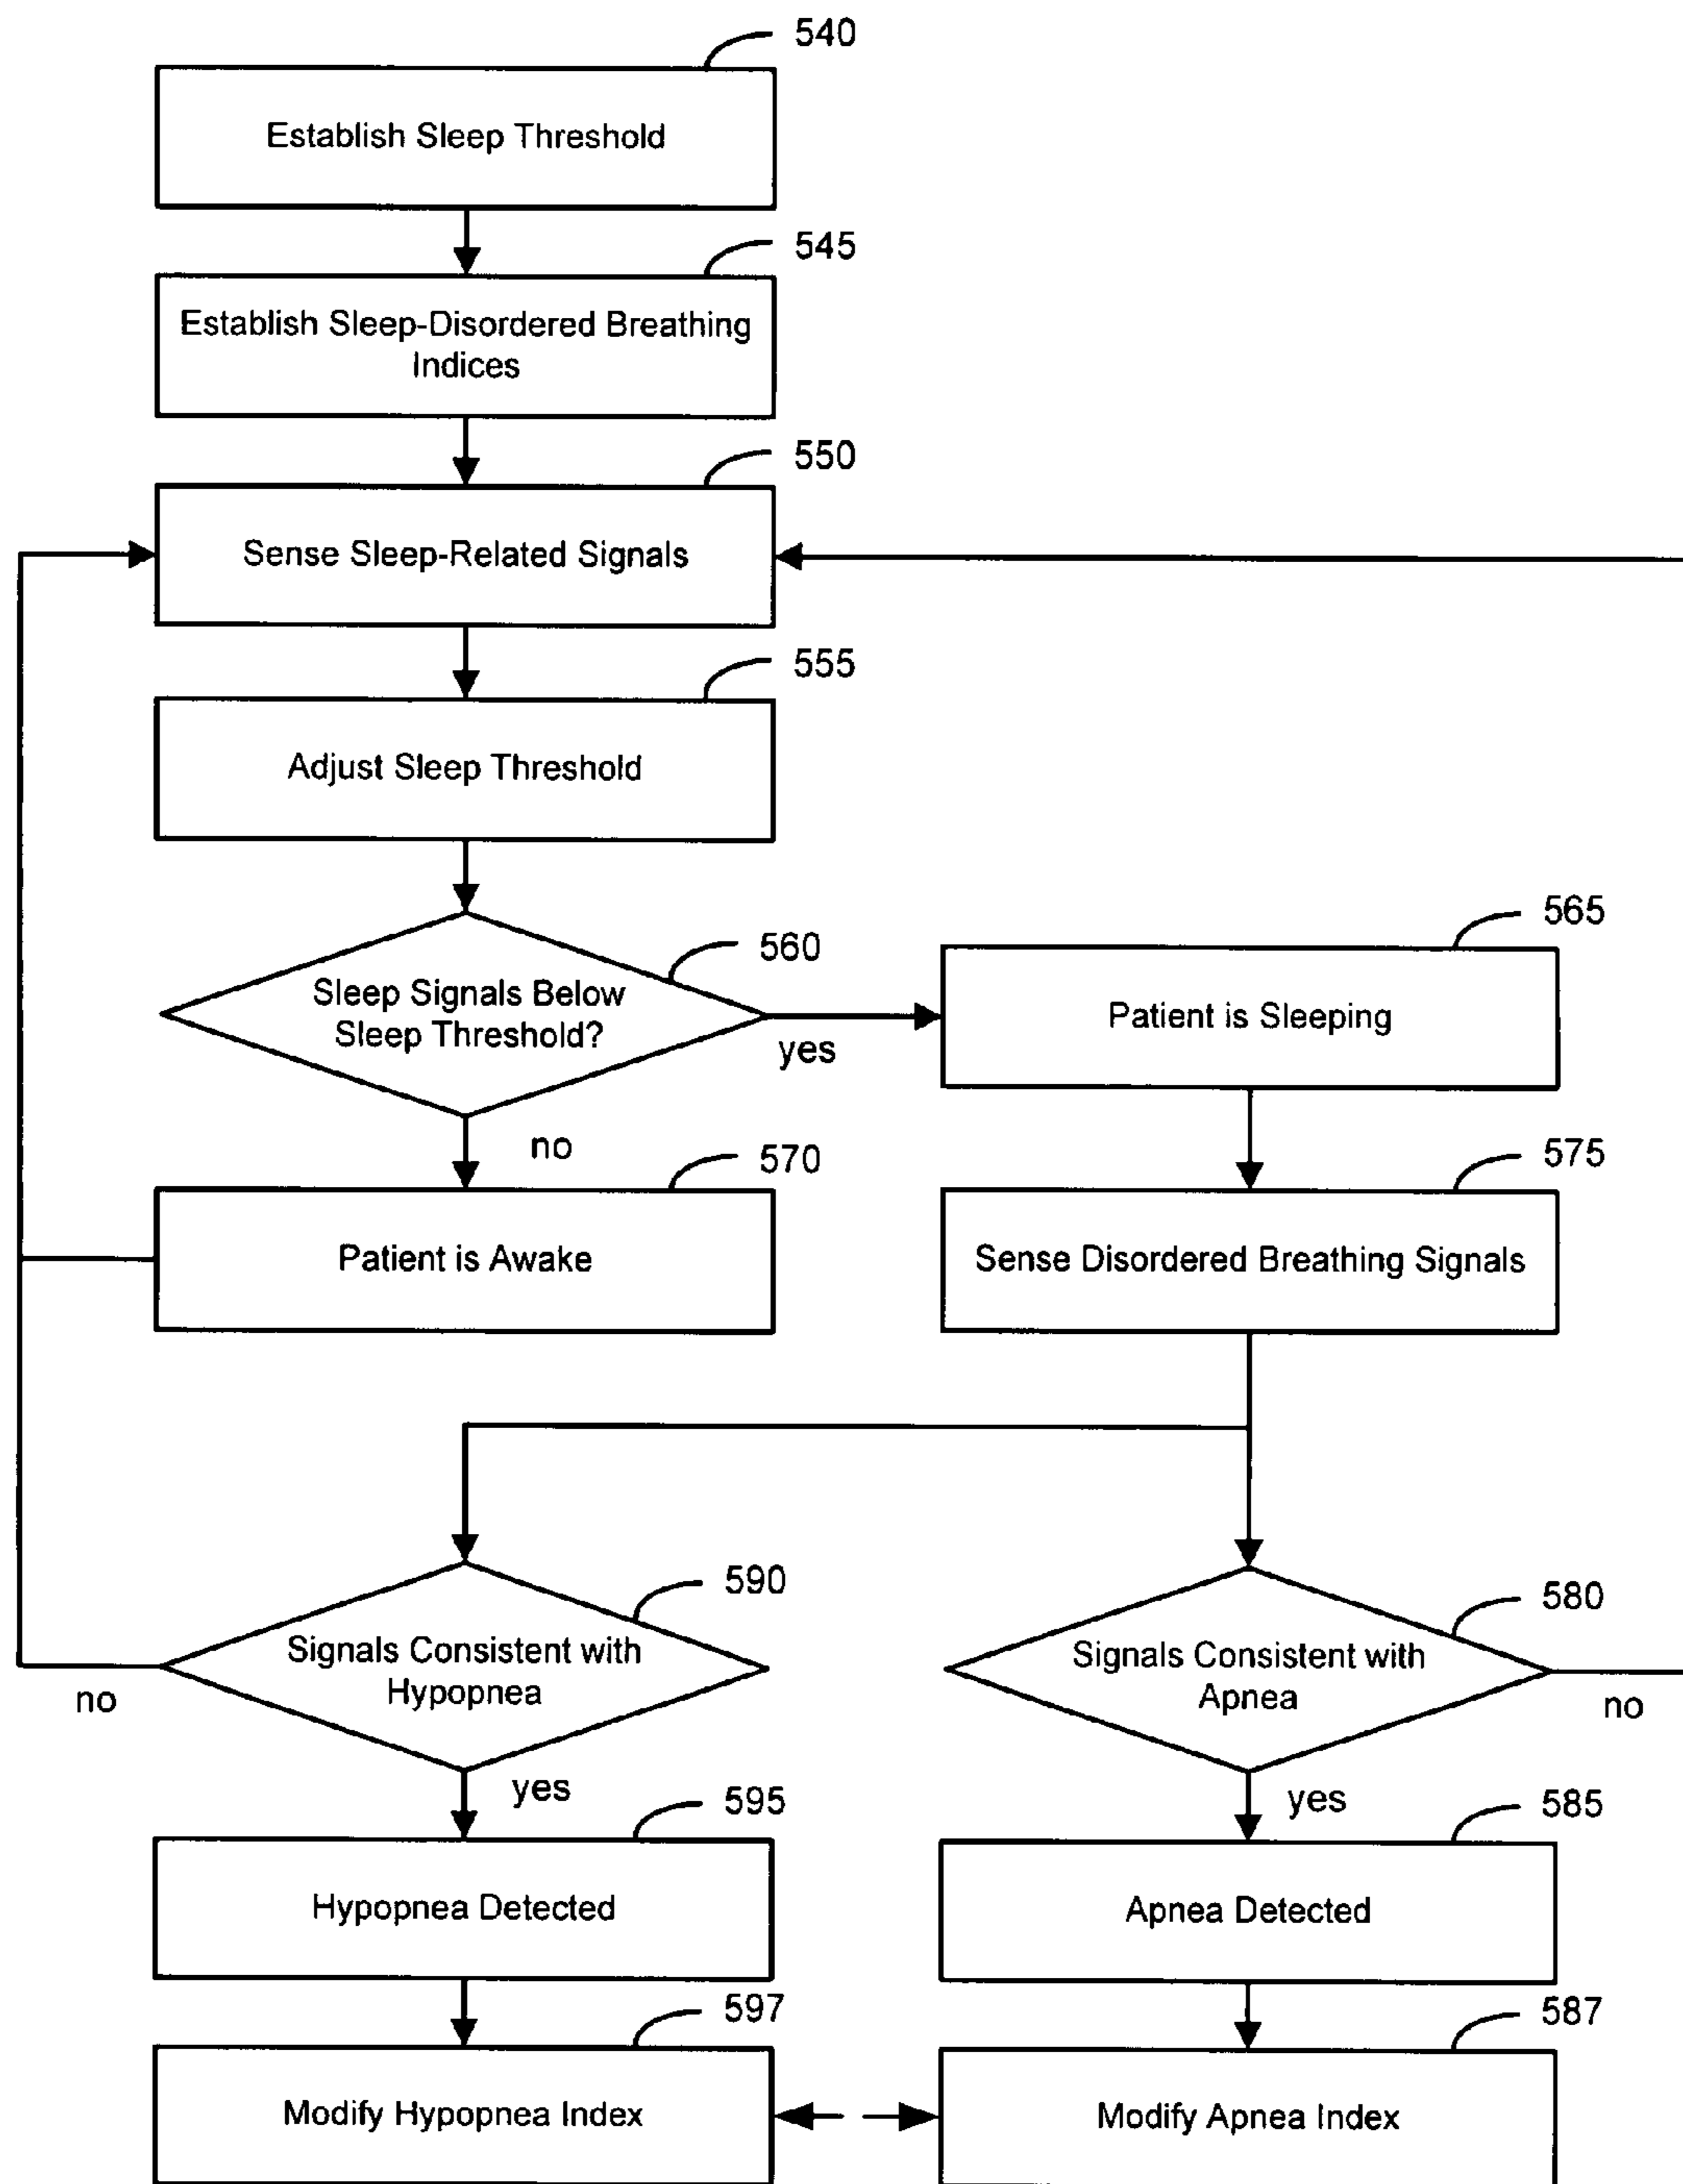 540
Establish Sleep Threshold
545
Establish Sleep-Disordered Breathing
Indices
550
Sense Sleep-Related Signals
555
Adjust Sleep Threshold
560
Sleep Signals Below
Sleep Threshold?
yes
no
565
Patient is Sleeping
570
Patient is Awake
575
Sense Disordered Breathing Signals
590
Signals Consistent with
Hypopnea
no
yes
580
Signals Consistent with
Apnea
no
yes
595
Hypopnea Detected
585
Apnea Detected
597
Modify Hypopnea Index
587
Modify Apnea Index